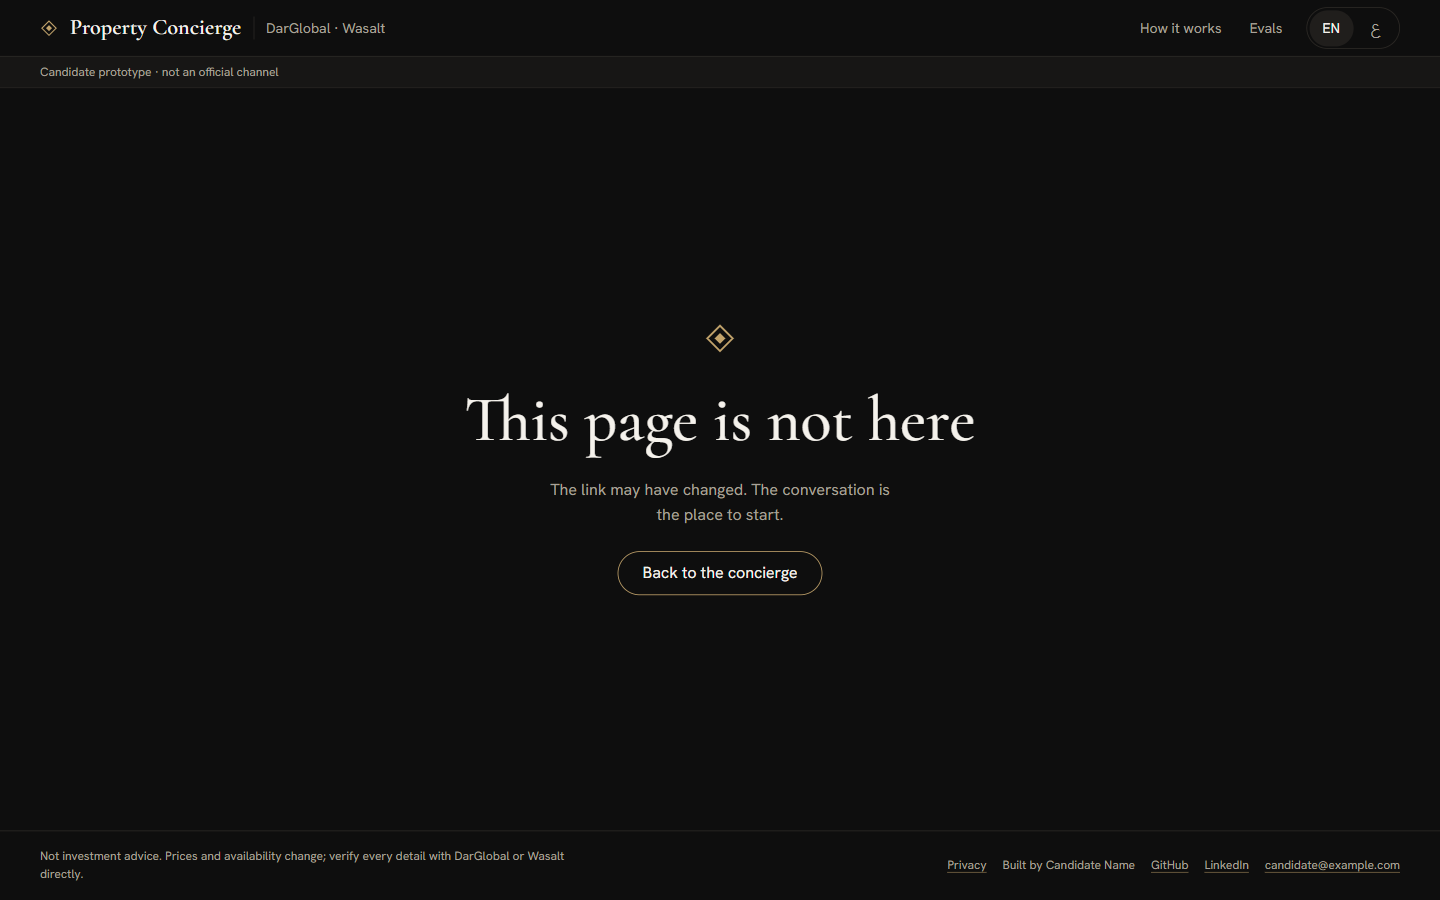 Property Concierge
DarGlobal · Wasalt
How it works
Evals
EN
ع
Candidate prototype · not an official channel
This page is not here
The link may have changed. The conversation is
the place to start.
Back to the concierge
Not investment advice. Prices and availability change; verify every detail with DarGlobal or Wasalt
directly.
Privacy
Built by Candidate Name
GitHub
LinkedIn
candidate@example.com